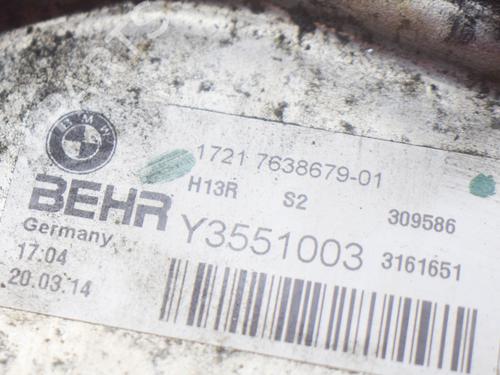 BMW
1721 7638679-01
H13R S2 309586
BEHR
Germany
Y3551003 3161651
17:04
20.03.14